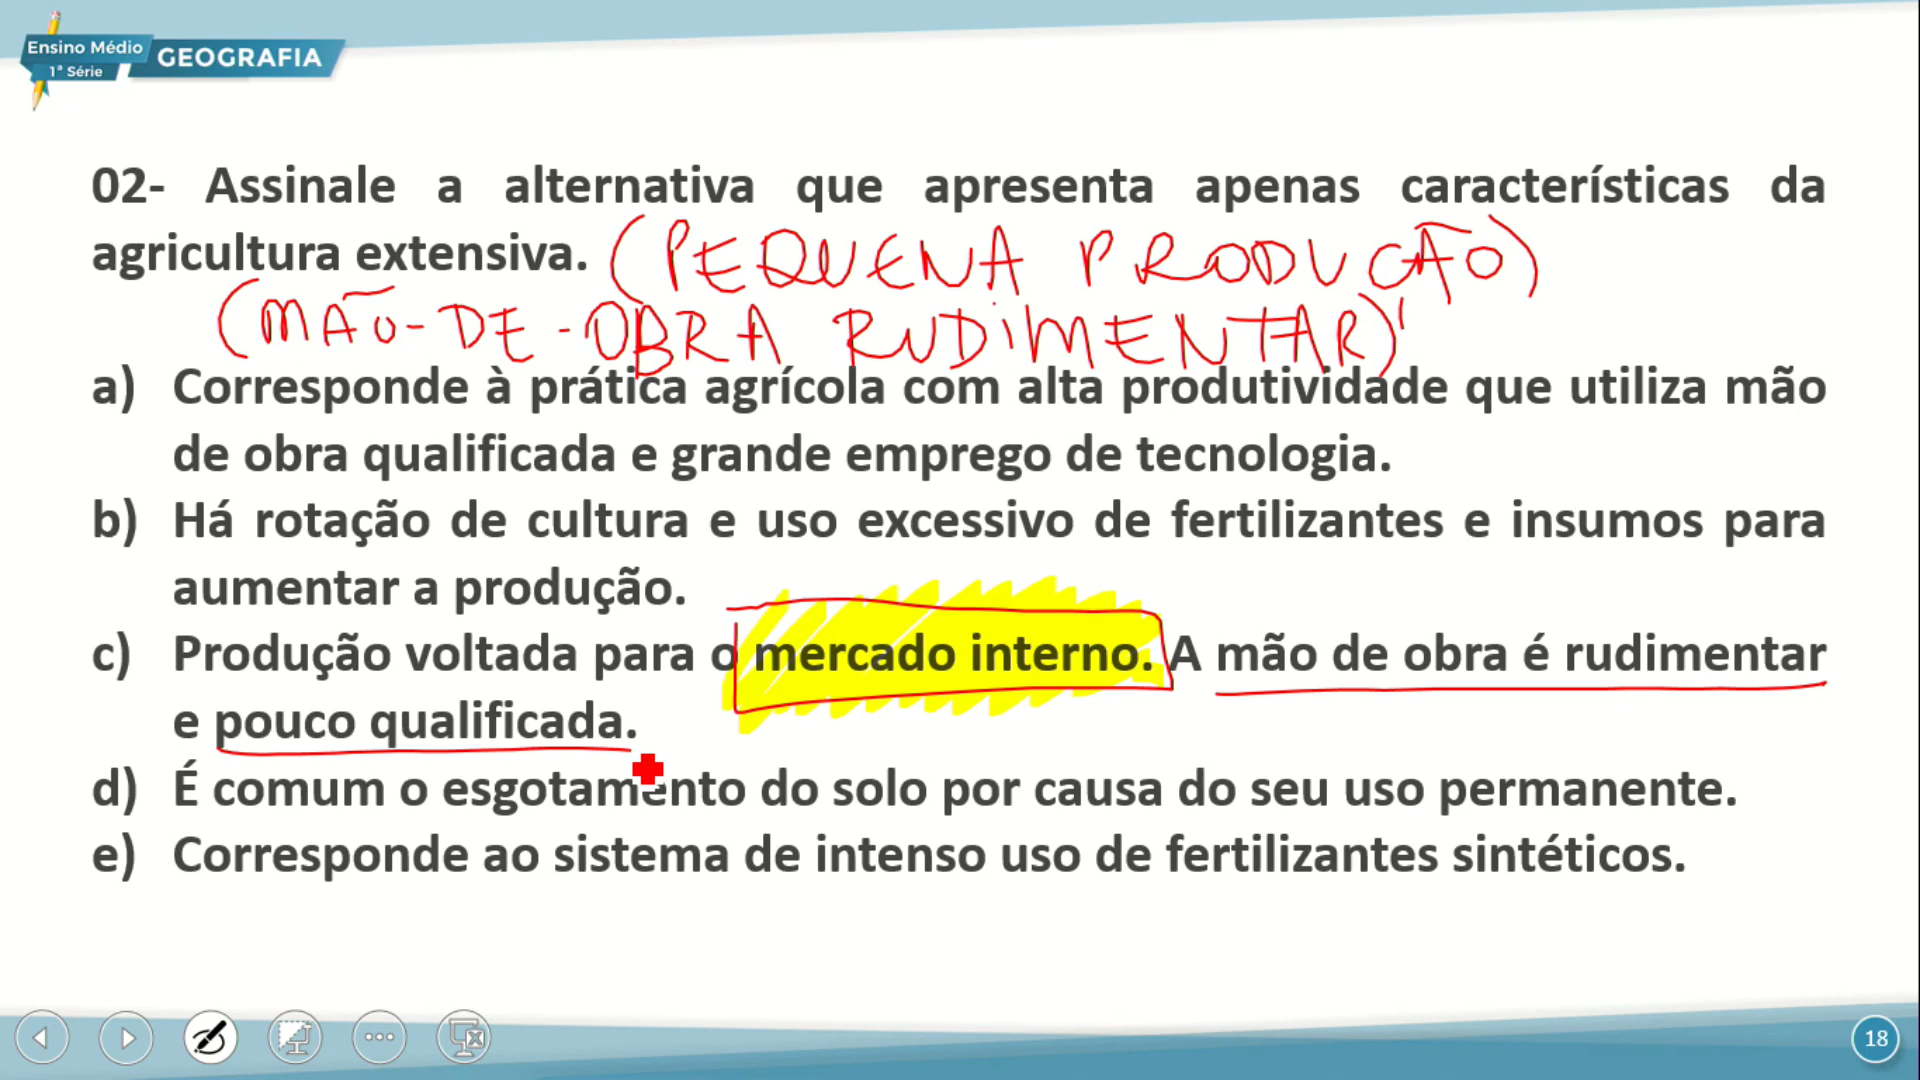 Ensino Médio
1ª Série
GEOGRAFIA
02- Assinale a alternativa que apresenta apenas características da
agricultura extensiva. (PEQUENA PRODUÇÃO)
(MÃO-DE-OBRA RUDIMENTAR)
a) Corresponde à prática agrícola com alta produtividade que utiliza mão
de obra qualificada e grande emprego de tecnologia.
b) Há rotação de cultura e uso excessivo de fertilizantes e insumos para
aumentar a produção.
c) Produção voltada para o mercado interno. A mão de obra é rudimentar
e pouco qualificada.
d) É comum o esgotamento do solo por causa do seu uso permanente.
e) Corresponde ao sistema de intenso uso de fertilizantes sintéticos.
18